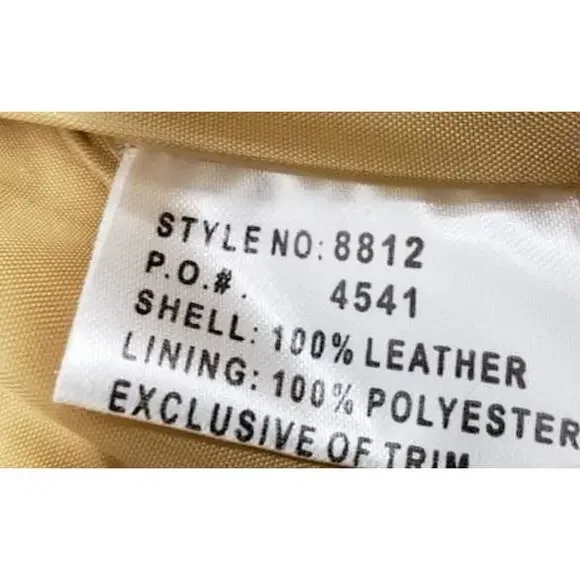 STYLE NO: 8812
P.O.#. 4541
SHELL: 100% LEATHER
LINING: 100% POLYESTER
EXCLUSIVE OF TRIM